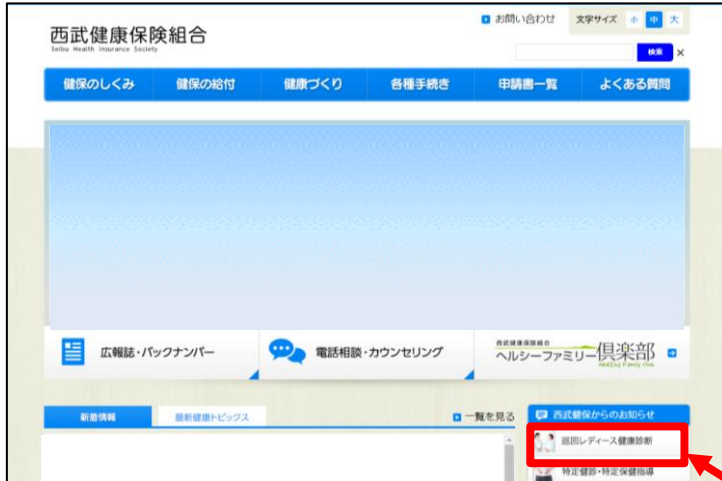 西武健康保険組合
Seibu Health Insurance Society
お問い合わせ
文字サイズ 小 中 大
検索 ×
健保のしくみ 健保の給付 健康づくり 各種手続き 申請書一覧 よくある質問
広報誌・バックナンバー
電話相談・カウンセリング
西武健康保険組合
ヘルシーファミリー倶楽部
Healthy Family Club
新着情報
最新健康トピックス
一覧を見る
西武健保からのお知らせ
巡回レディース健康診断
特定健診・特定保健指導